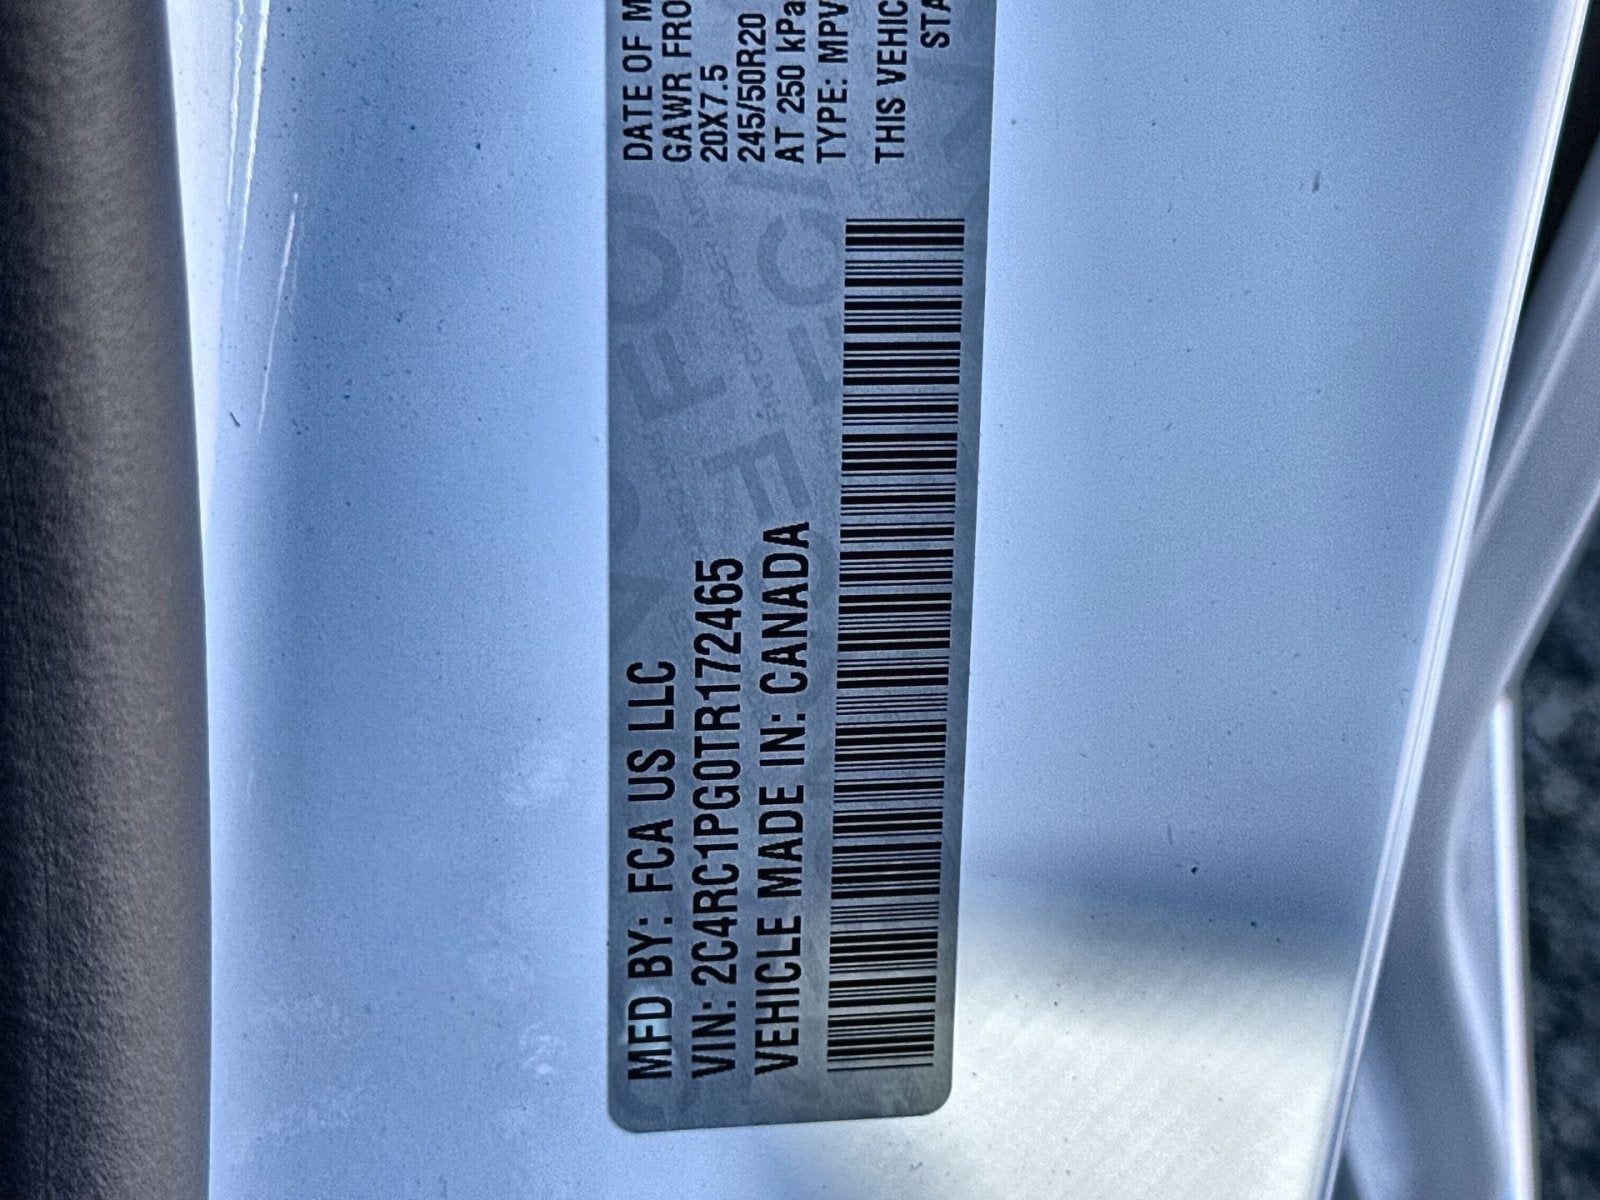 MFD BY: FCA US LLC
VIN: 2C4RC1PG0TR172465
VEHICLE MADE IN: CANADA
DATE OF M
GAWR FRO
20X7.5
245/50R20
AT 250 kPa
TYPE: MPV
THIS VEHIC
STA